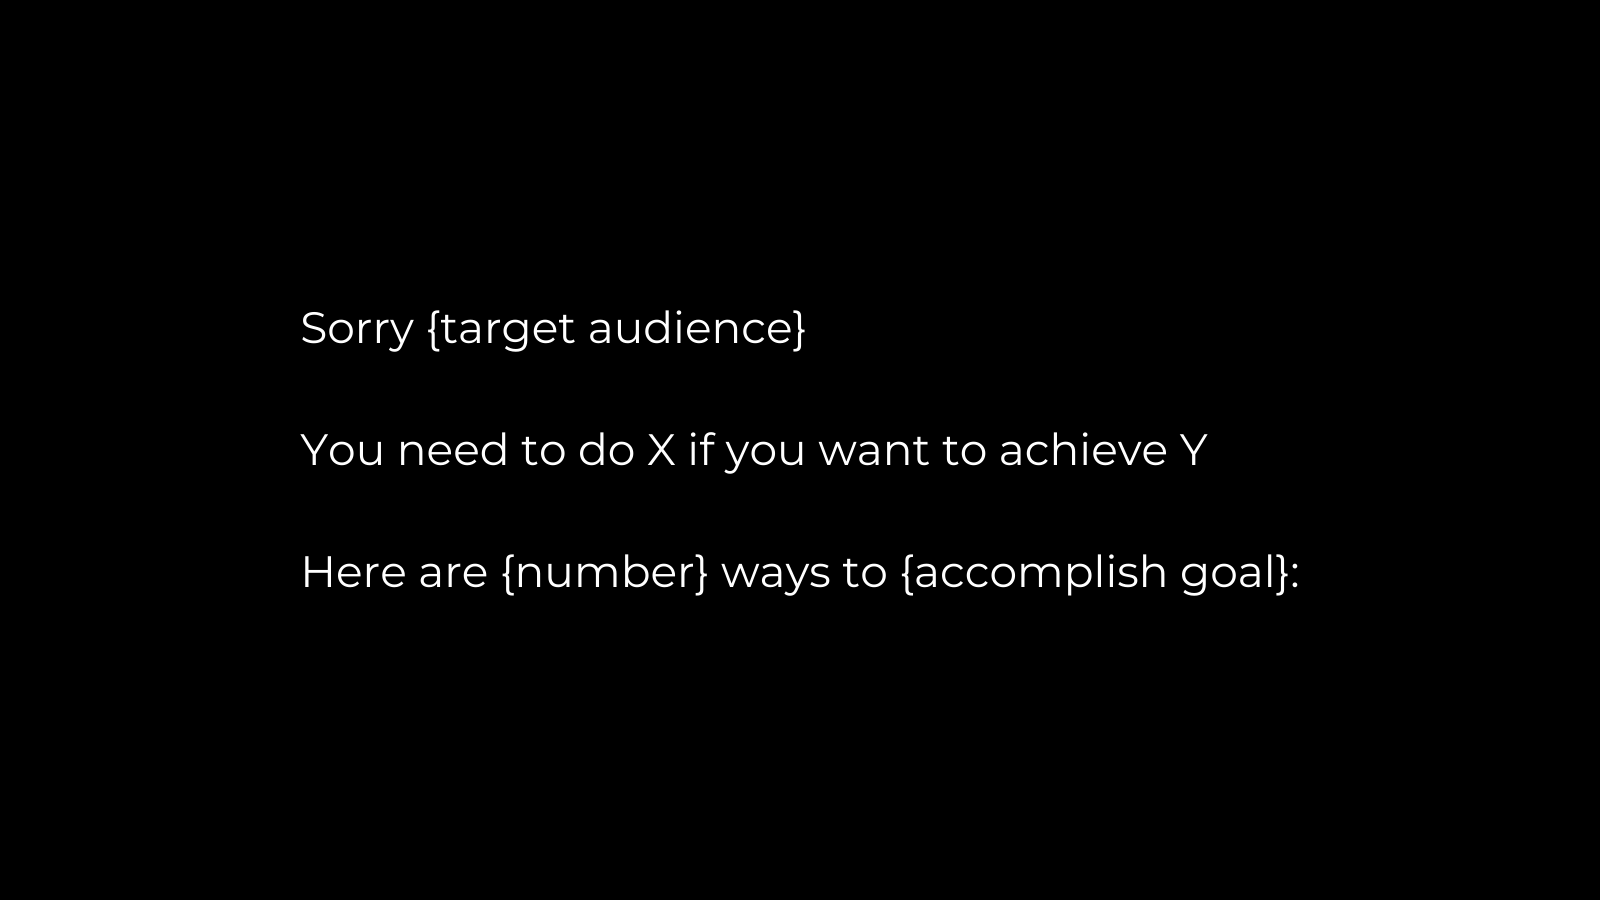 Sorry {target audience}
You need to do X if you want to achieve Y
Here are {number} ways to {accomplish goal}: